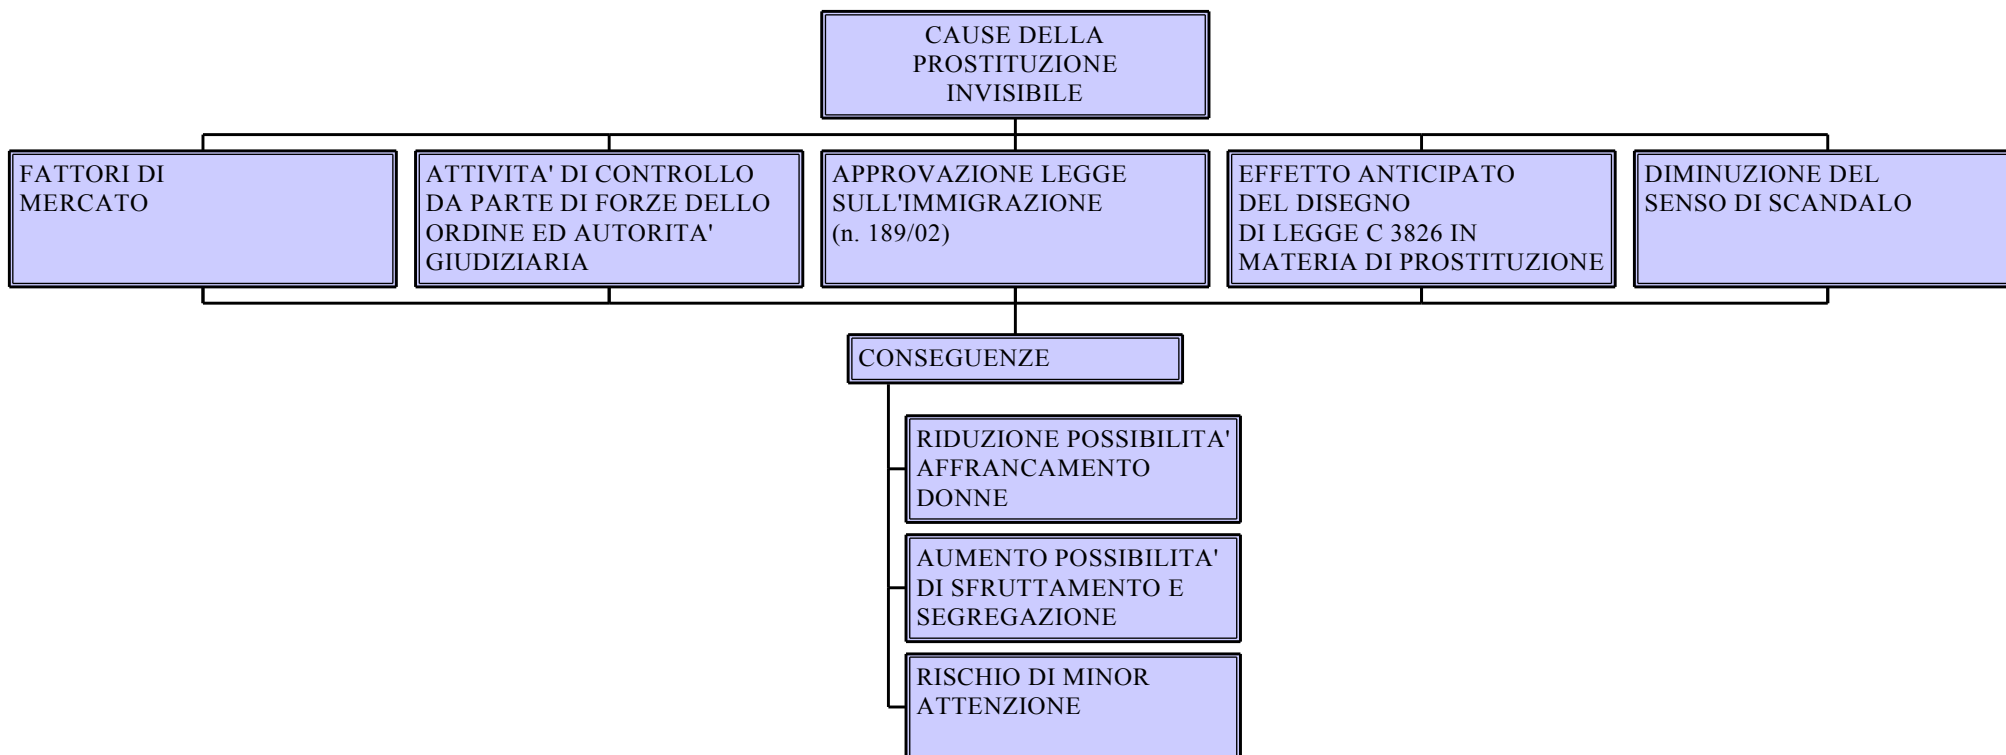 CAUSE DELLA
PROSTITUZIONE
INVISIBILE
FATTORI DI
MERCATO
ATTIVITA' DI CONTROLLO
DA PARTE DI FORZE DELLO
ORDINE ED AUTORITA'
GIUDIZIARIA
APPROVAZIONE LEGGE
SULL'IMMIGRAZIONE
(n. 189/02)
EFFETTO ANTICIPATO
DEL DISEGNO
DI LEGGE C 3826 IN
MATERIA DI PROSTITUZIONE
DIMINUZIONE DEL
SENSO DI SCANDALO
CONSEGUENZE
RIDUZIONE POSSIBILITA'
AFFRANCAMENTO
DONNE
AUMENTO POSSIBILITA'
DI SFRUTTAMENTO E
SEGREGAZIONE
RISCHIO DI MINOR
ATTENZIONE